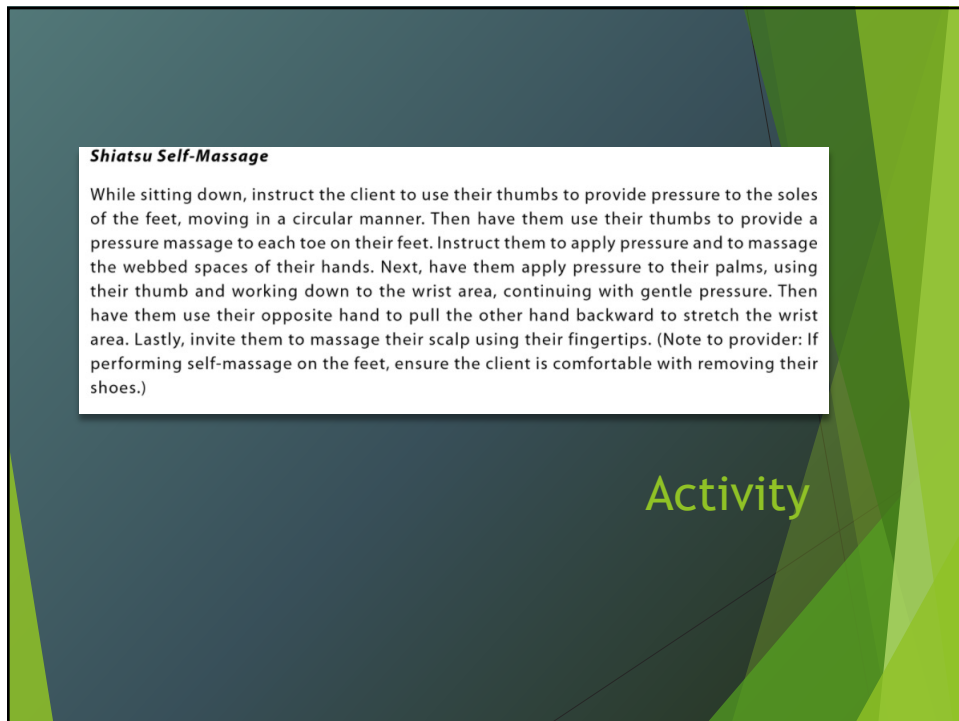 Shiatsu Self-Massage
While sitting down, instruct the client to use their thumbs to provide pressure to the soles
of the feet, moving in a circular manner. Then have them use their thumbs to provide a
pressure massage to each toe on their feet. Instruct them to apply pressure and to massage
the webbed spaces of their hands. Next, have them apply pressure to their palms, using
their thumb and working down to the wrist area, continuing with gentle pressure. Then
have them use their opposite hand to pull the other hand backward to stretch the wrist
area. Lastly, invite them to massage their scalp using their fingertips. (Note to provider: If
performing self-massage on the feet, ensure the client is comfortable with removing their
shoes.)
Activity